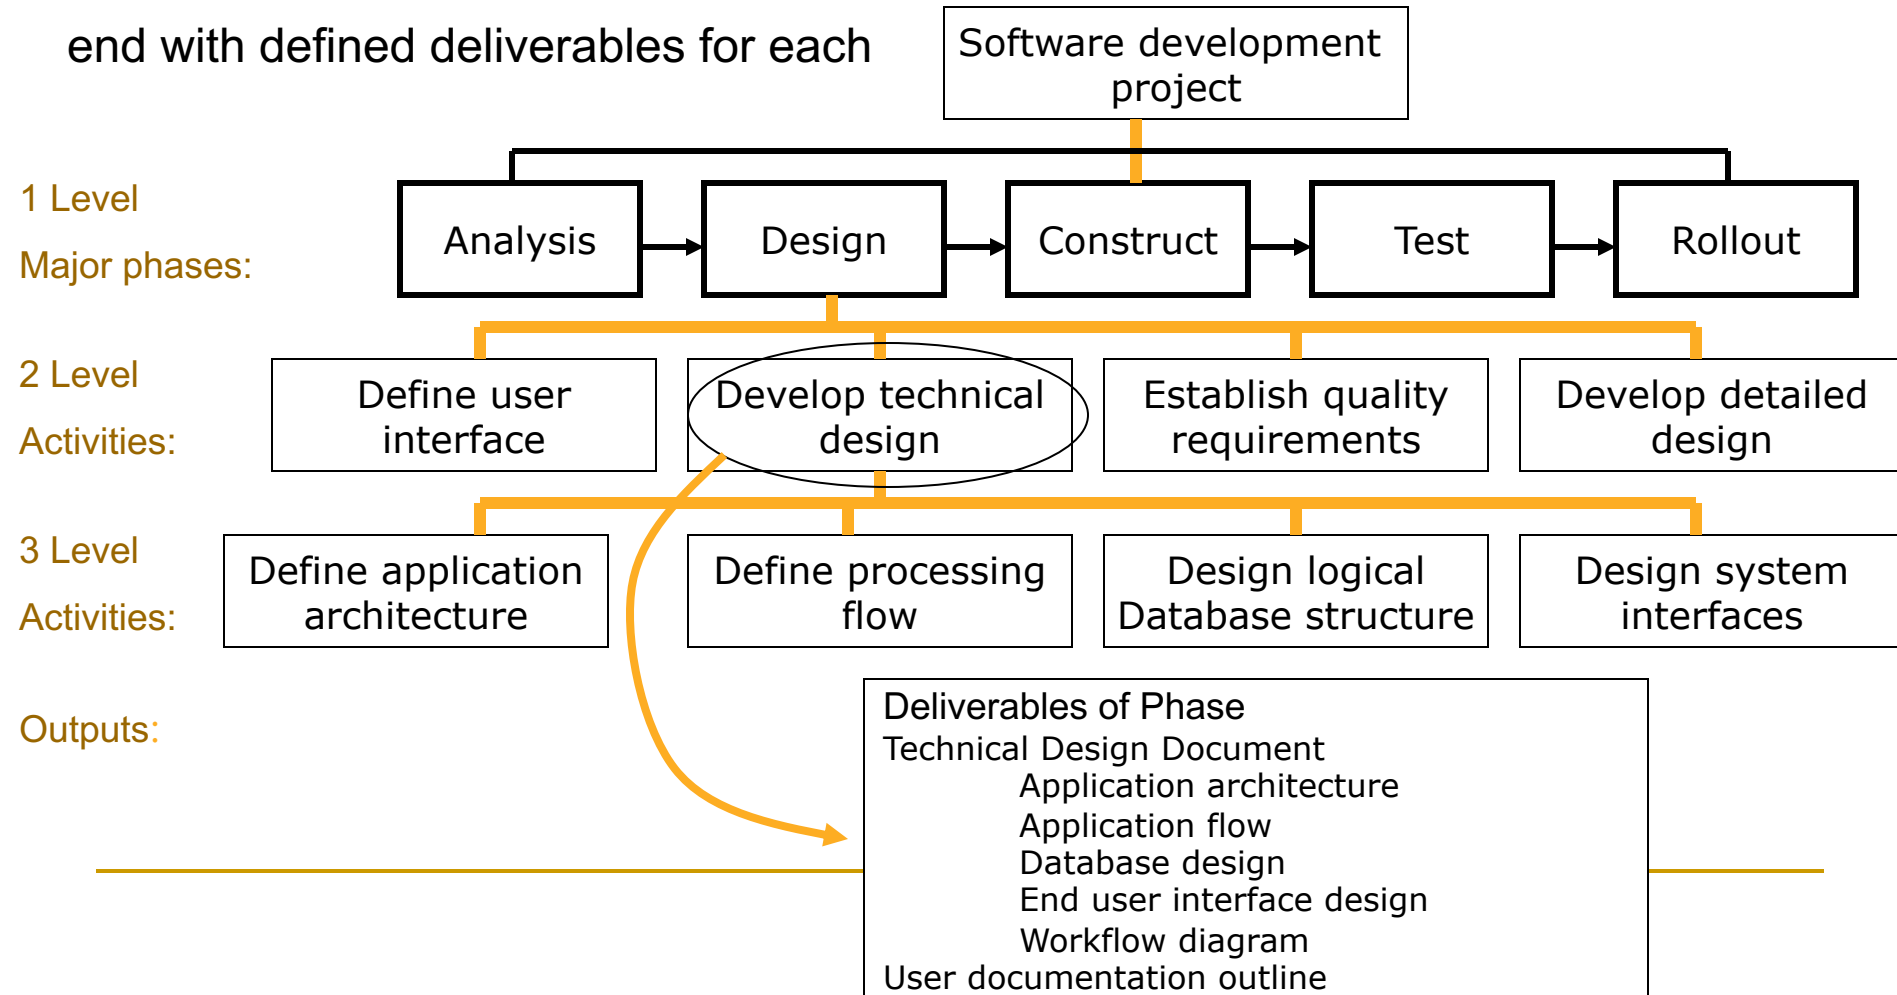 end with defined deliverables for each
Software development
project
1 Level
Major phases:
Analysis
Design
Construct
Test
Rollout
2 Level
Activities:
Define user
interface
Develop technical
design
Establish quality
requirements
Develop detailed
design
3 Level
Activities:
Define application
architecture
Define processing
flow
Design logical
Database structure
Design system
interfaces
Outputs:
Deliverables of Phase
Technical Design Document
Application architecture
Application flow
Database design
End user interface design
Workflow diagram
User documentation outline